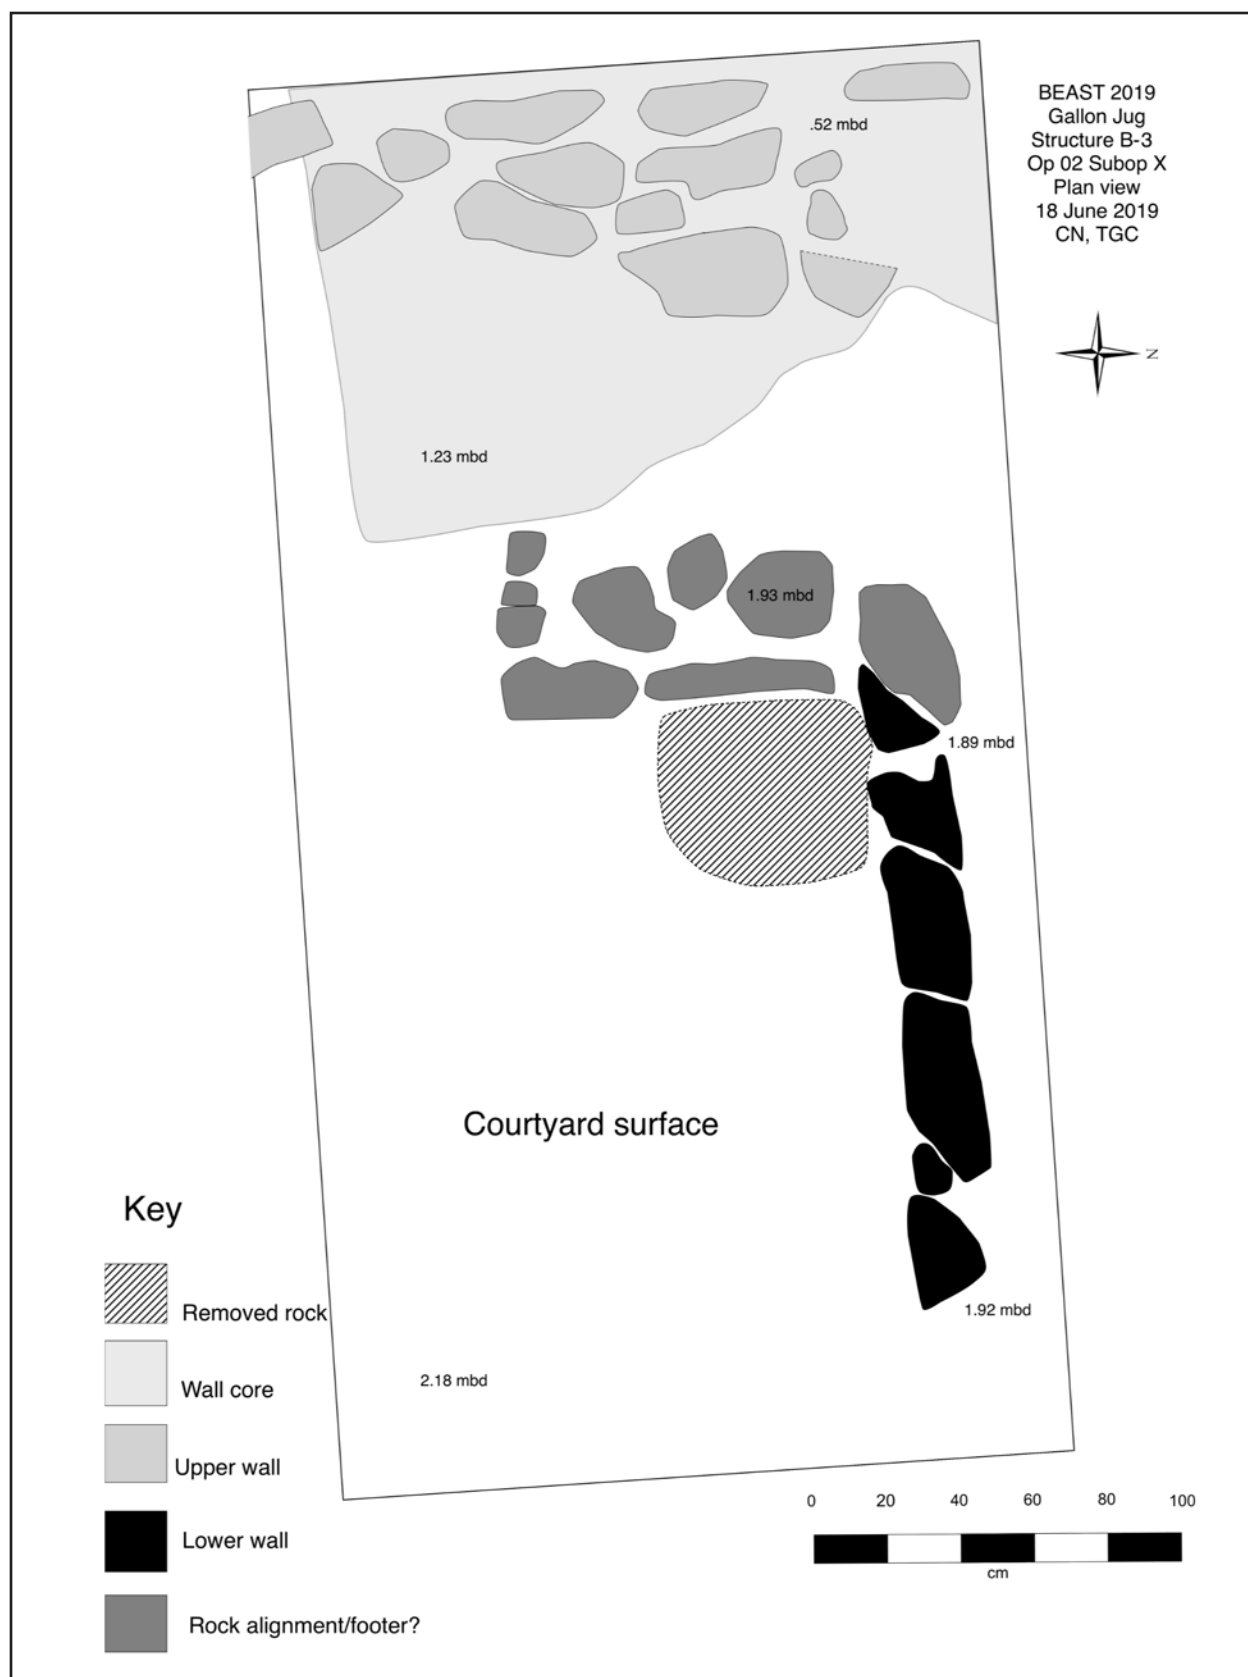 BEAST 2019
Gallon Jug
Structure B-3
Op 02 Subop X
Plan view
18 June 2019
CN, TGC
.52 mbd
N
1.23 mbd
1.93 mbd
1.89 mbd
Courtyard surface
1.92 mbd
2.18 mbd
Key
Removed rock
Wall core
Upper wall
Lower wall
Rock alignment/footer?
0 20 40 60 80 100
cm